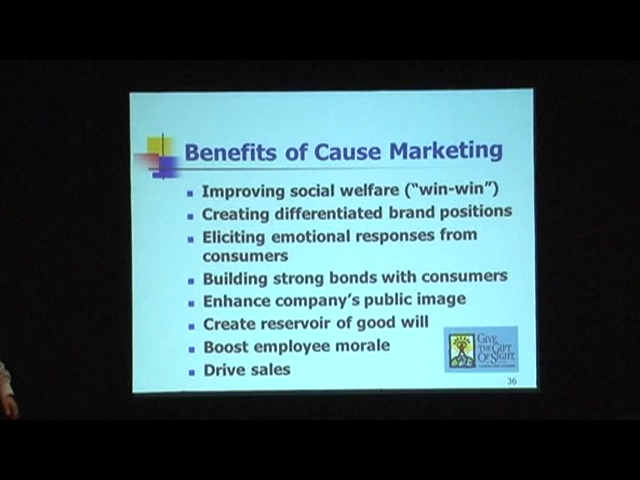 Benefits of Cause Marketing
Improving social welfare (“win-win”)
Creating differentiated brand positions
Eliciting emotional responses from
consumers
Building strong bonds with consumers
Enhance company’s public image
Create reservoir of good will
Boost employee morale
Drive sales
GIVE
THE GIFT
OF SIGHT
36